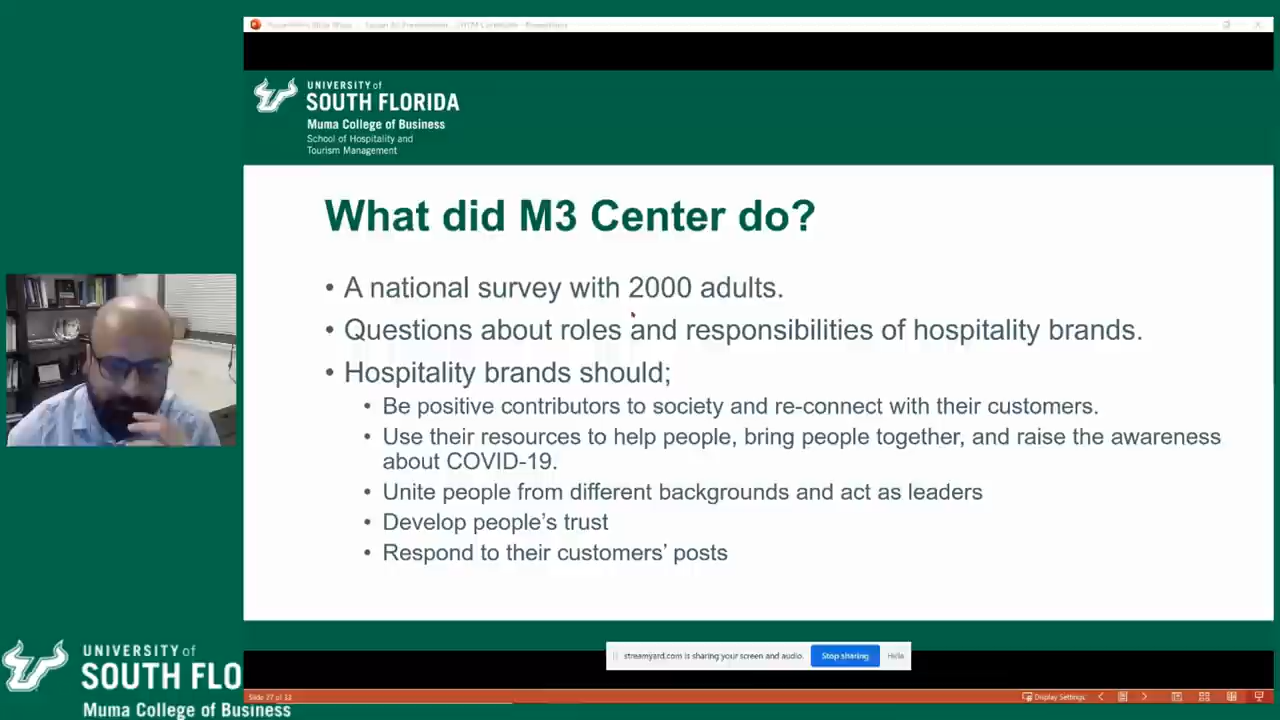 UNIVERSITY of
SOUTH FLORIDA
Muma College of Business
School of Hospitality and
Tourism Management
What did M3 Center do?
• A national survey with 2000 adults.
• Questions about roles and responsibilities of hospitality brands.
• Hospitality brands should;
• Be positive contributors to society and re-connect with their customers.
• Use their resources to help people, bring people together, and raise the awareness
about COVID-19.
• Unite people from different backgrounds and act as leaders
• Develop people's trust
• Respond to their customers' posts
streamyard.com is sharing your screen and audio.
Stop sharing
Hide
UNIVERSITY of
SOUTH FLO
Muma College of Business
Slide 27 of 32
Display Settings